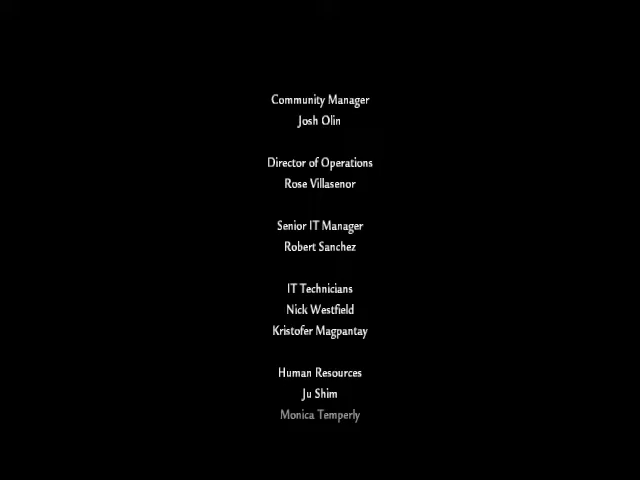 Community Manager
Josh Olin
Director of Operations
Rose Villasenor
Senior IT Manager
Robert Sanchez
IT Technicians
Nick Westfield
Kristofer Magpantay
Human Resources
Ju Shim
Monica Temperly